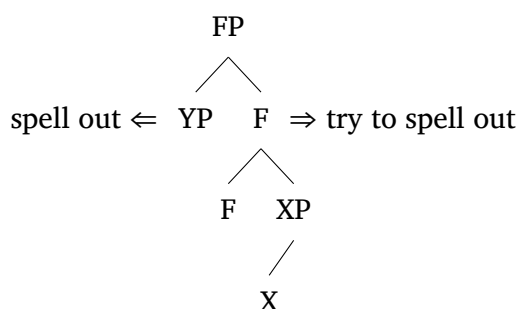 FP
spell out ⇐ YP F ⇒ try to spell out
F XP
X